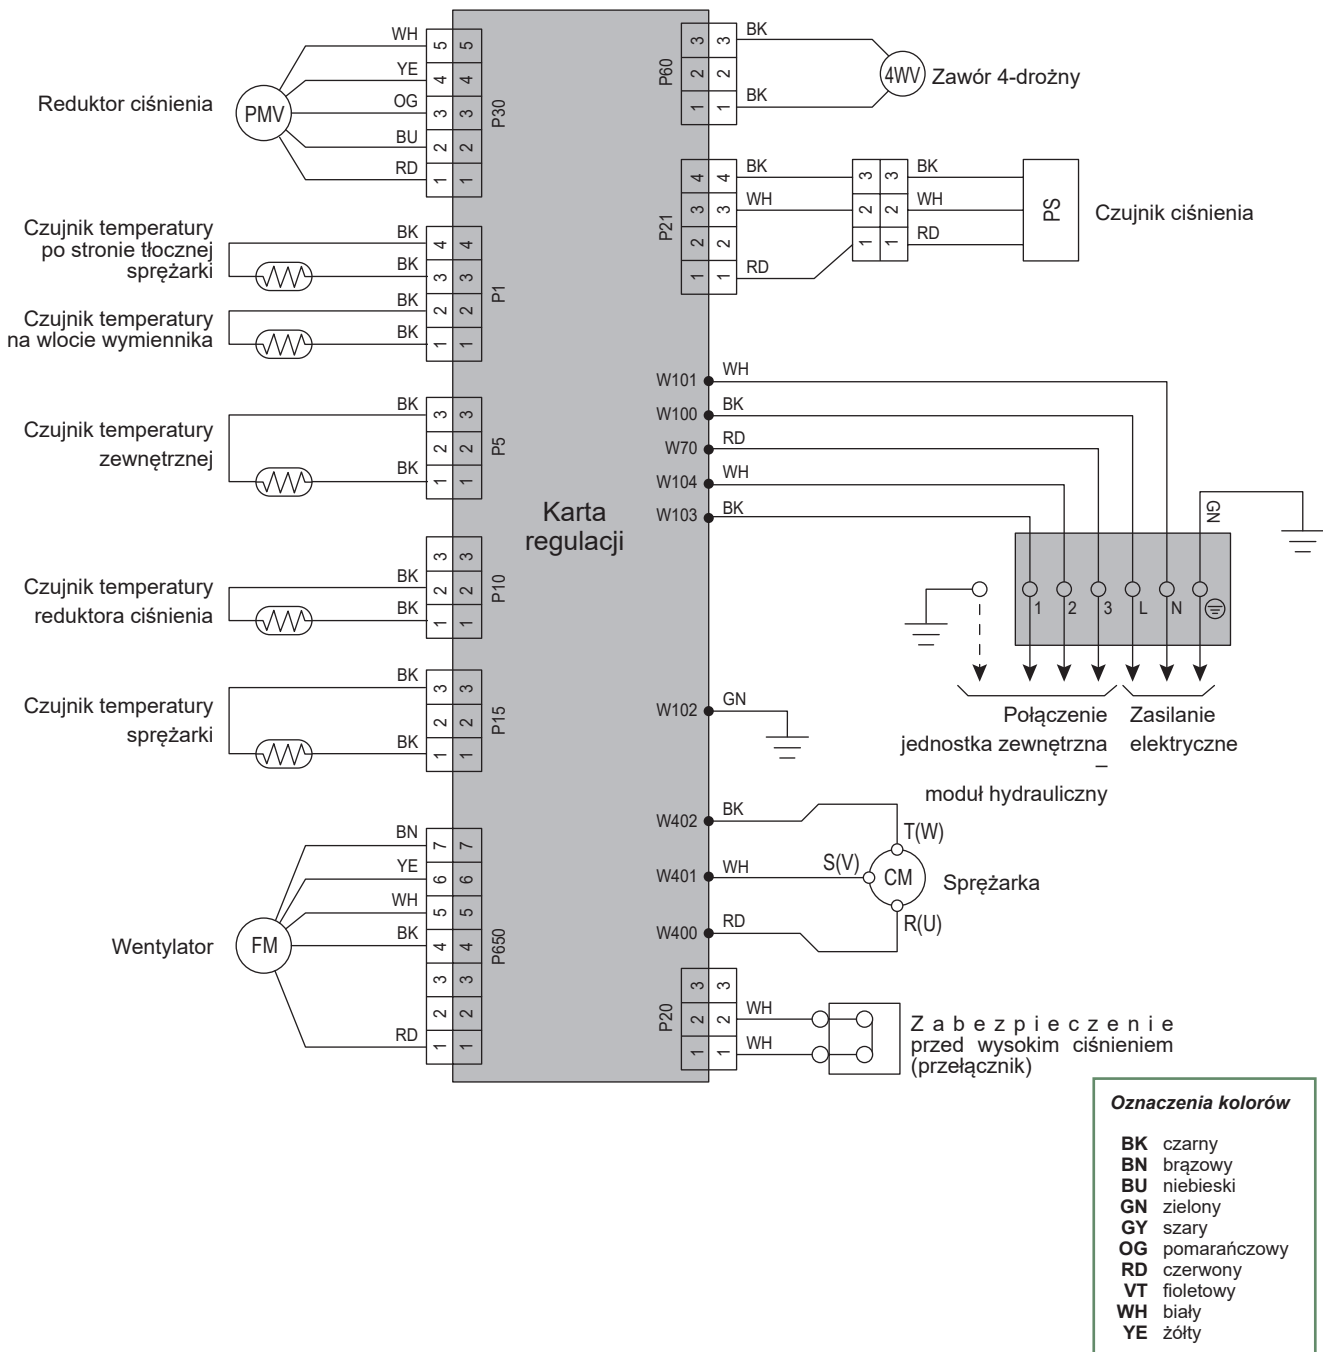 WH
YE
OG
BU
RD
5 5
4 4
3 3
2 2
1 1
P30
PMV
Reduktor ciśnienia
Czujnik temperatury
po stronie tłocznej
sprężarki
BK
BK
BK
BK
4 4
3 3
2 2
1 1
P1
Czujnik temperatury
na wlocie wymiennika
Czujnik temperatury
zewnętrznej
BK
BK
3 3
2 2
1 1
P5
Czujnik temperatury
reduktora ciśnienia
BK
BK
3 3
2 2
1 1
P10
Czujnik temperatury
sprężarki
BK
BK
3 3
2 2
1 1
P15
Wentylator
FM
BN
YE
WH
BK
RD
7 7
6 6
5 5
4 4
3 3
2 2
1 1
P650
Karta
regulacji
P60
3 3
2 2
1 1
BK
BK
4WV
Zawór 4-drożny
P21
4 4
3 3
2 2
1 1
BK
WH
RD
3 3
2 2
1 1
BK
WH
RD
PS
Czujnik ciśnienia
W101 WH
W100 BK
W70 RD
W104 WH
W103 BK
GN
1 2 3 L N
Połączenie
jednostka zewnętrzna
–
moduł hydrauliczny
Zasilanie
elektryczne
W102 GN
W402 BK
W401 WH
W400 RD
T(W)
S(V)
R(U)
CM
Sprężarka
P20
3 3
2 2
1 1
WH
WH
Zabezpieczenie
przed wysokim ciśnieniem
(przełącznik)
Oznaczenia kolorów
BK czarny
BN brązowy
BU niebieski
GN zielony
GY szary
OG pomarańczowy
RD czerwony
VT fioletowy
WH biały
YE żółty